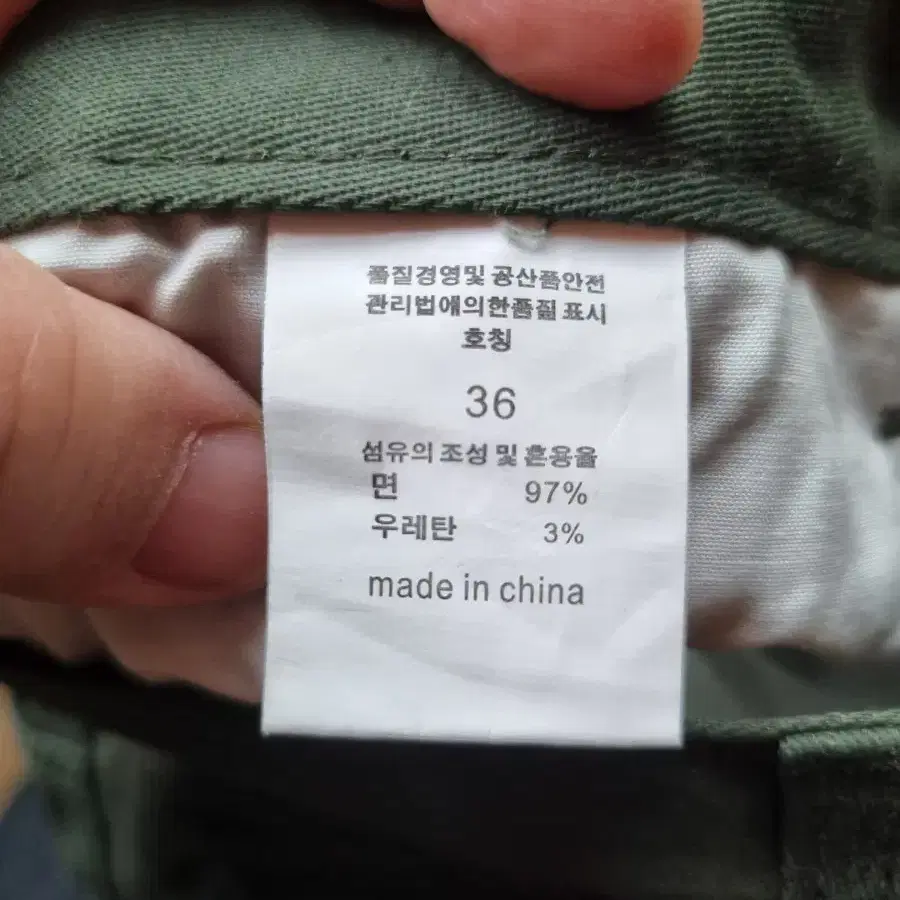 품질경영및 공산품안전
관리법애의한품질 표시
호칭
36
섬유의 조성 및 혼용율
면 97%
우레탄 3%
made in china